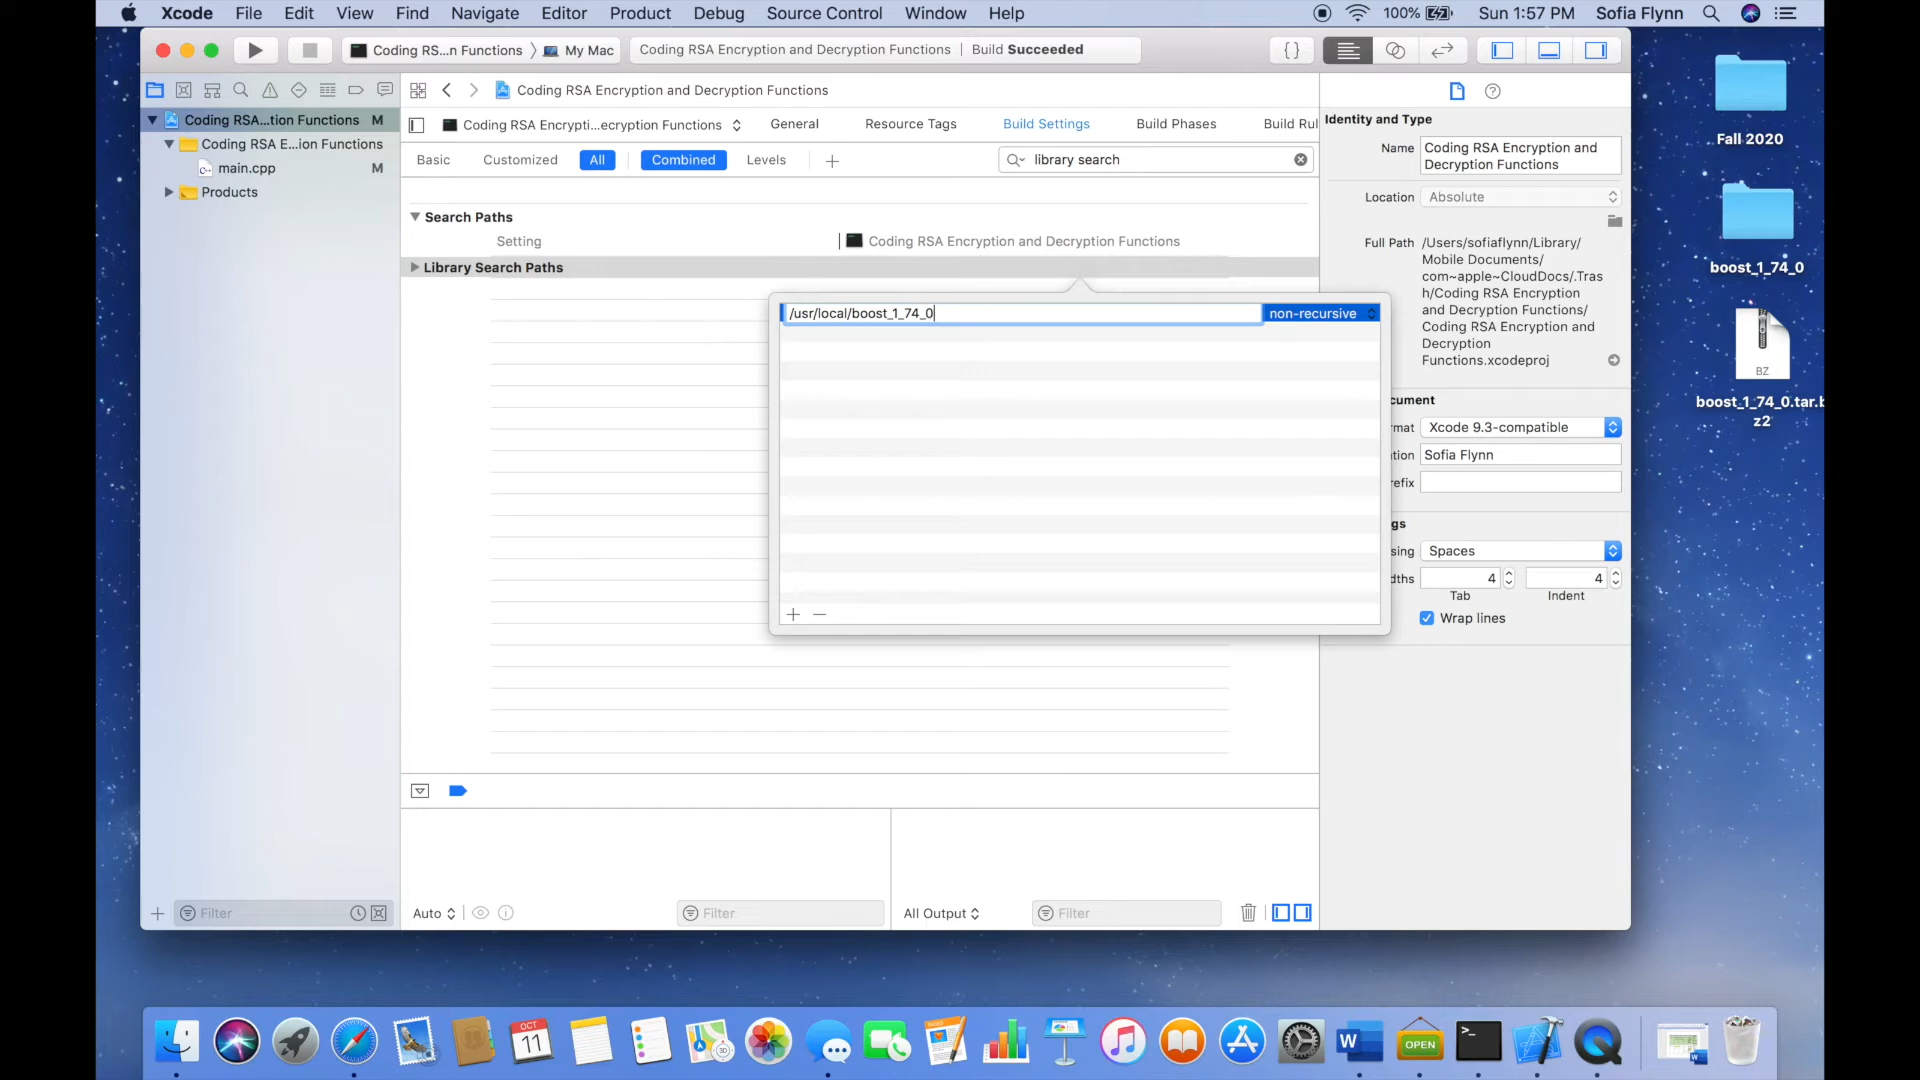 Xcode File Edit View Find Navigate Editor Product Debug Source Control Window Help 100% Sun 1:57 PM Sofia Flynn
Coding RS...n Functions My Mac Coding RSA Encryption and Decryption Functions | Build Succeeded
Coding RSA Encryption and Decryption Functions
Coding RSA...tion Functions M
Coding RSA E...ion Functions
main.cpp M
Products
Coding RSA Encrypti...ecryption Functions General Resource Tags Build Settings Build Phases Build Rul
Basic Customized All Combined Levels library search
Search Paths
Setting Coding RSA Encryption and Decryption Functions
Library Search Paths
/usr/local/boost_1_74_0 non-recursive
Identity and Type
Name Coding RSA Encryption and
Decryption Functions
Location Absolute
Full Path /Users/sofiaflynn/Library/
Mobile Documents/
com~apple~CloudDocs/.Tras
h/Coding RSA Encryption
and Decryption Functions/
Coding RSA Encryption and
Decryption
Functions.xcodeproj
cument
rmat Xcode 9.3-compatible
tion Sofia Flynn
refix
gs
sing Spaces
dths 4 4
Tab Indent
Wrap lines
Fall 2020
boost_1_74_0
BZ
boost_1_74_0.tar.b
z2
Filter
Auto Filter All Output Filter
OCT
11
3D
W
OPEN
>_
W